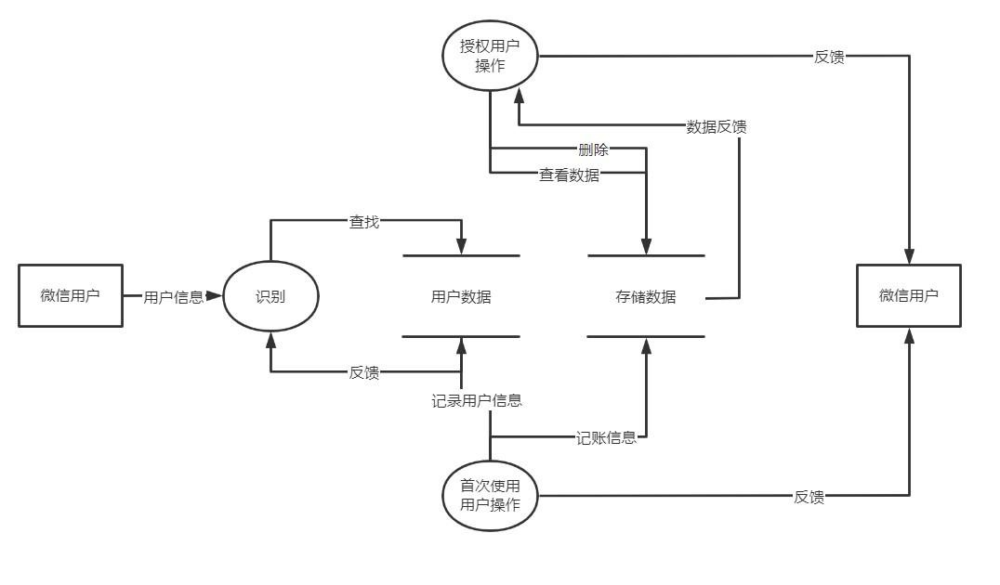 授权用户
操作
反馈
数据反馈
删除
查看数据
查找
微信用户
用户信息
识别
用户数据
存储数据
微信用户
反馈
记录用户信息
记账信息
首次使用
用户操作
反馈